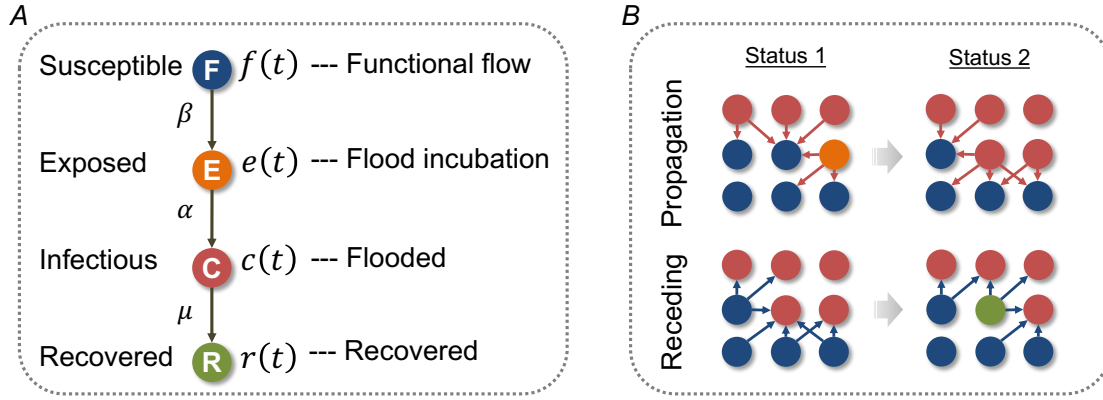 A
Susceptible F f(t) --- Functional flow
β
Exposed E e(t) --- Flood incubation
α
Infectious C c(t) --- Flooded
μ
Recovered R r(t) --- Recovered
B
Status 1 Status 2
Propagation
Receding